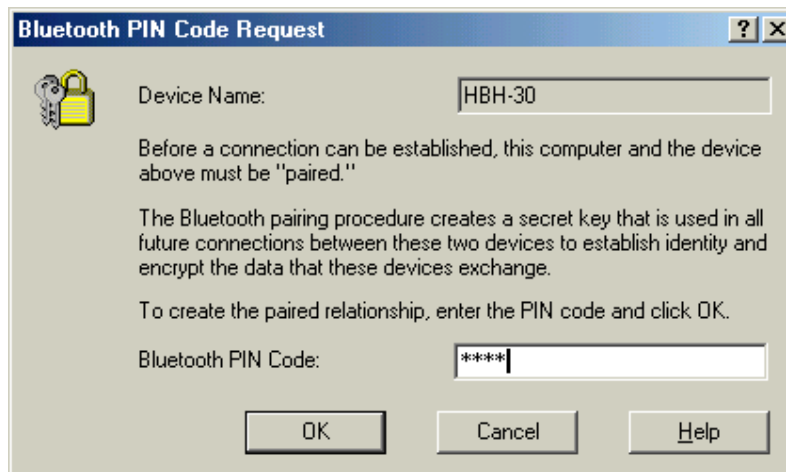 Bluetooth PIN Code Request
Device Name: HBH-30
Before a connection can be established, this computer and the device
above must be "paired."
The Bluetooth pairing procedure creates a secret key that is used in all
future connections between these two devices to establish identity and
encrypt the data that these devices exchange.
To create the paired relationship, enter the PIN code and click OK.
Bluetooth PIN Code: ****
OK Cancel Help